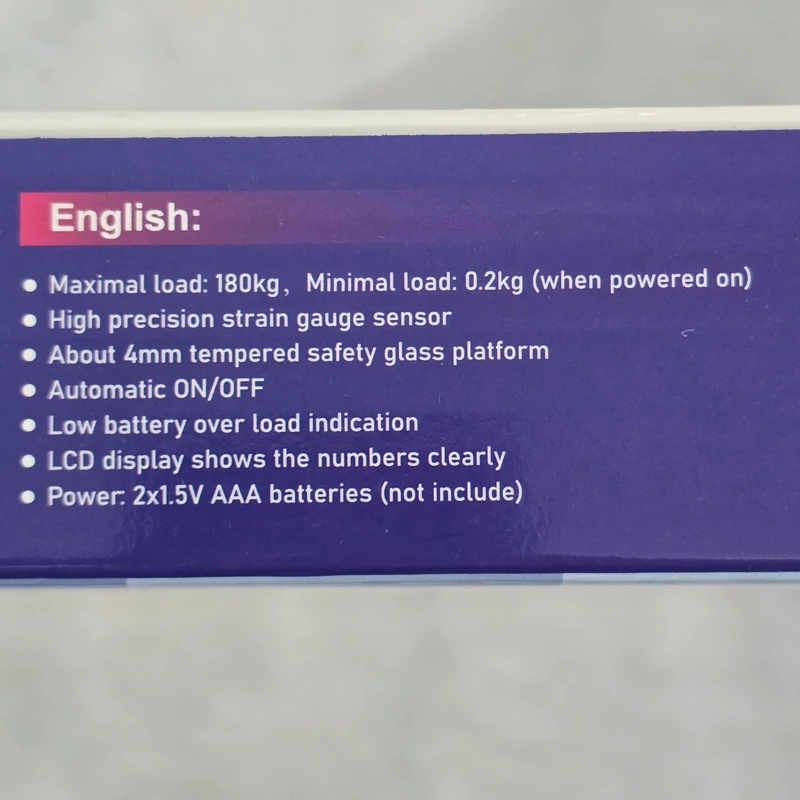 English:
● Maximal load: 180kg, Minimal load: 0.2kg (when powered on)
● High precision strain gauge sensor
● About 4mm tempered safety glass platform
● Automatic ON/OFF
● Low battery over load indication
● LCD display shows the numbers clearly
● Power: 2x1.5V AAA batteries (not include)